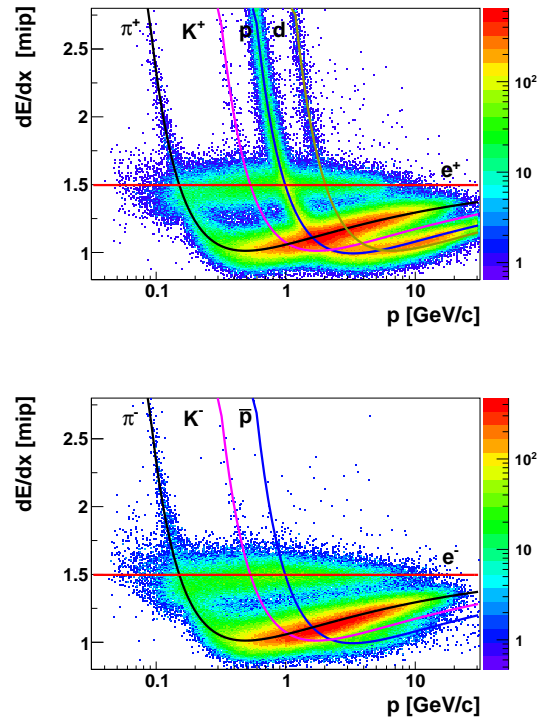 dE/dx [mip]
π⁺ K⁺ p d
e⁺
2.5
2
1.5
1
0.1 1 10
p [GeV/c]
10²
10
1
dE/dx [mip]
π⁻ K⁻ p̅
e⁻
2.5
2
1.5
1
0.1 1 10
p [GeV/c]
10²
10
1